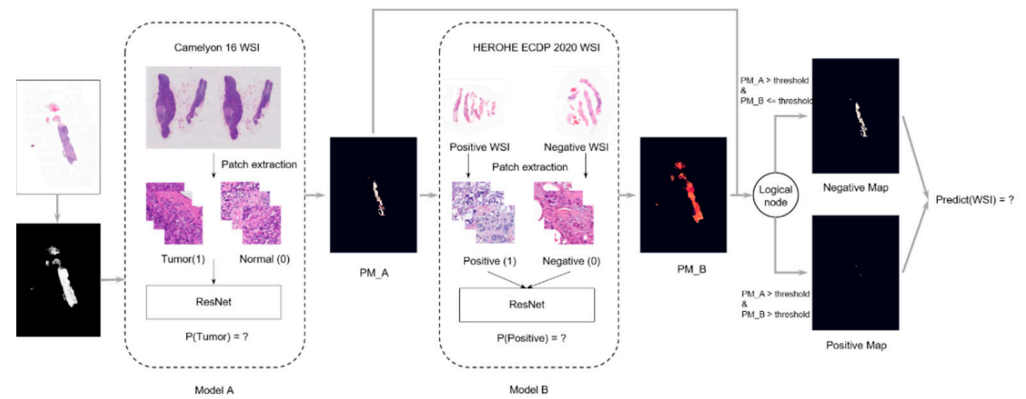 Camelyon 16 WSI
Patch extraction
Tumor(1)
Normal (0)
ResNet
P(Tumor) = ?
Model A
PM_A
HEROHE ECDP 2020 WSI
Positive WSI
Negative WSI
Patch extraction
Positive (1)
Negative (0)
ResNet
P(Positive) = ?
Model B
PM_B
Logical
node
PM_A > threshold
&
PM_B <= threshold
Negative Map
PM_A > threshold
&
PM_B > threshold
Positive Map
Predict(WSI) = ?